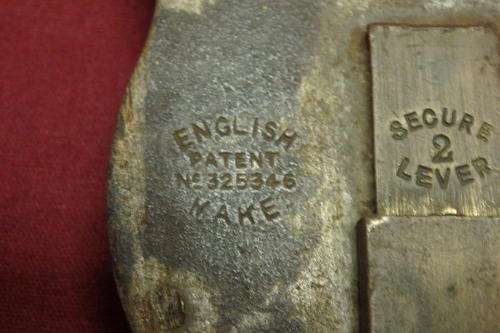 ENGLISH
PATENT
No 325346
MAKE
SECURE
2
LEVER